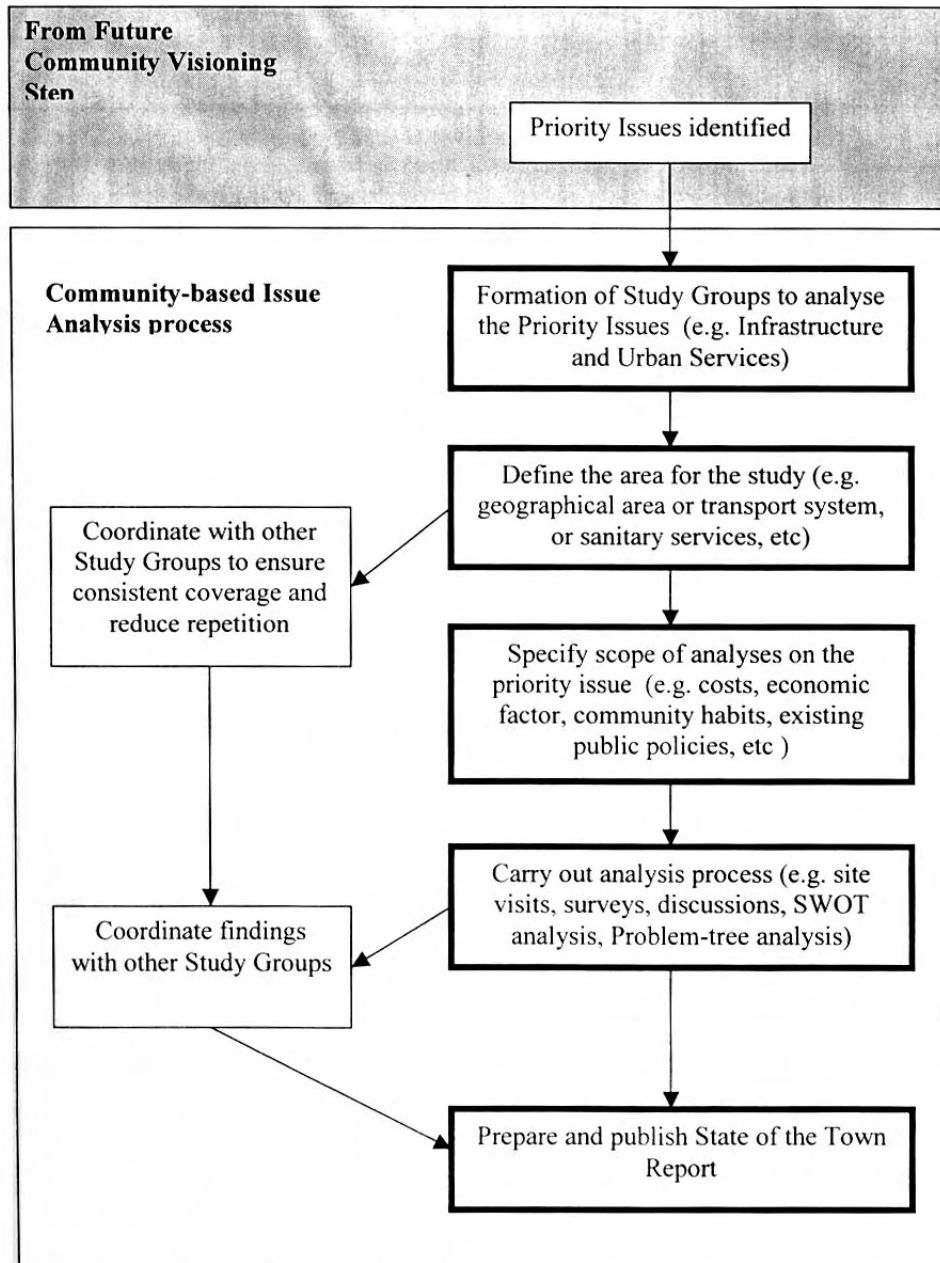 From Future
Community Visioning
Step
Priority Issues identified
Community-based Issue
Analysis process
Formation of Study Groups to analyse
the Priority Issues (e.g. Infrastructure
and Urban Services)
Define the area for the study (e.g.
geographical area or transport system,
or sanitary services, etc)
Coordinate with other
Study Groups to ensure
consistent coverage and
reduce repetition
Specify scope of analyses on the
priority issue (e.g. costs, economic
factor, community habits, existing
public policies, etc )
Carry out analysis process (e.g. site
visits, surveys, discussions, SWOT
analysis, Problem-tree analysis)
Coordinate findings
with other Study Groups
Prepare and publish State of the Town
Report